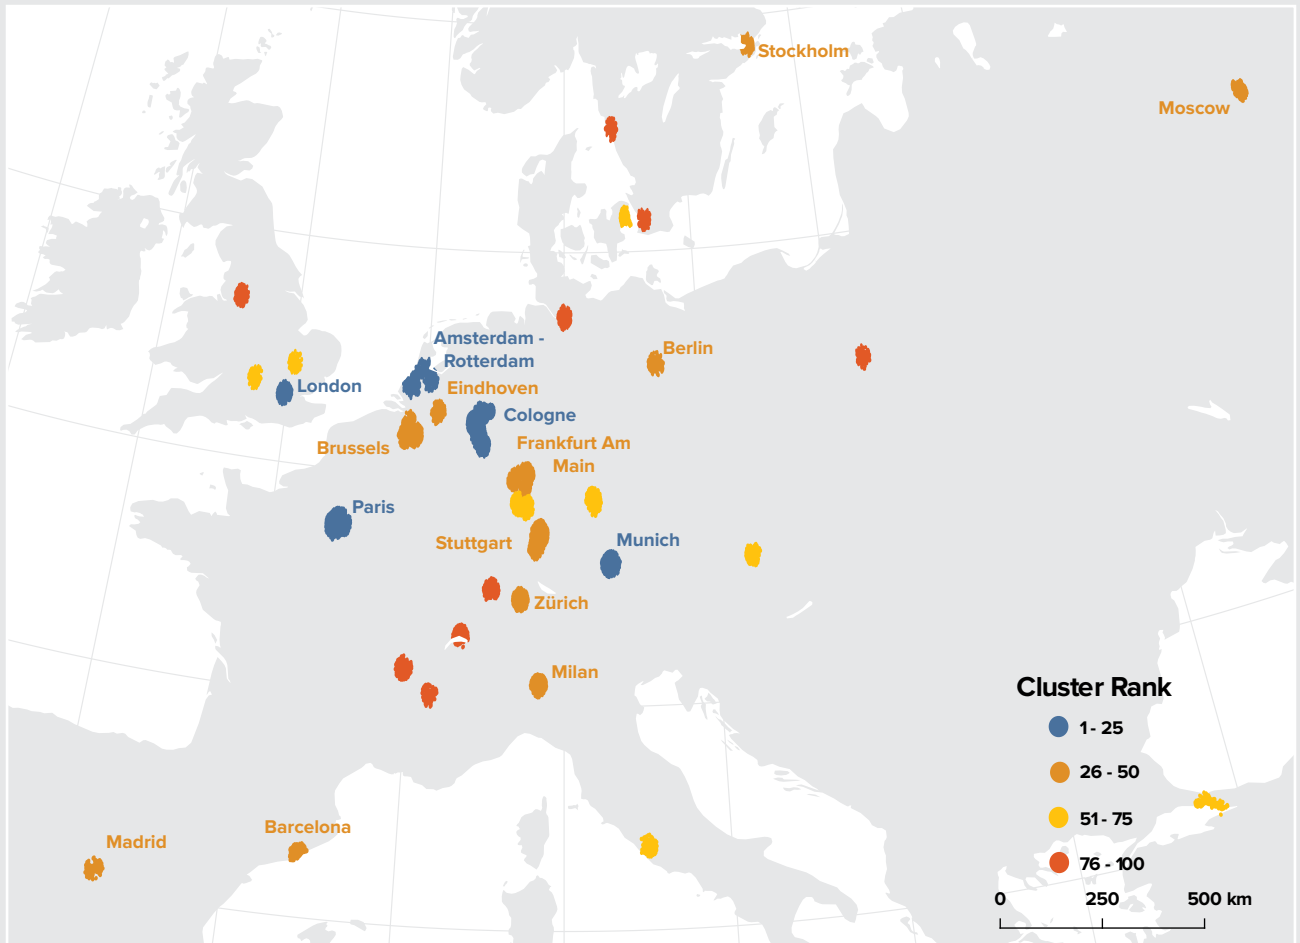 Stockholm
Moscow
Amsterdam -
Rotterdam
Berlin
London
Eindhoven
Cologne
Brussels
Frankfurt Am
Main
Paris
Stuttgart
Munich
Zürich
Milan
Cluster Rank
1 - 25
26 - 50
51 - 75
76 - 100
Barcelona
Madrid
0 250 500 km